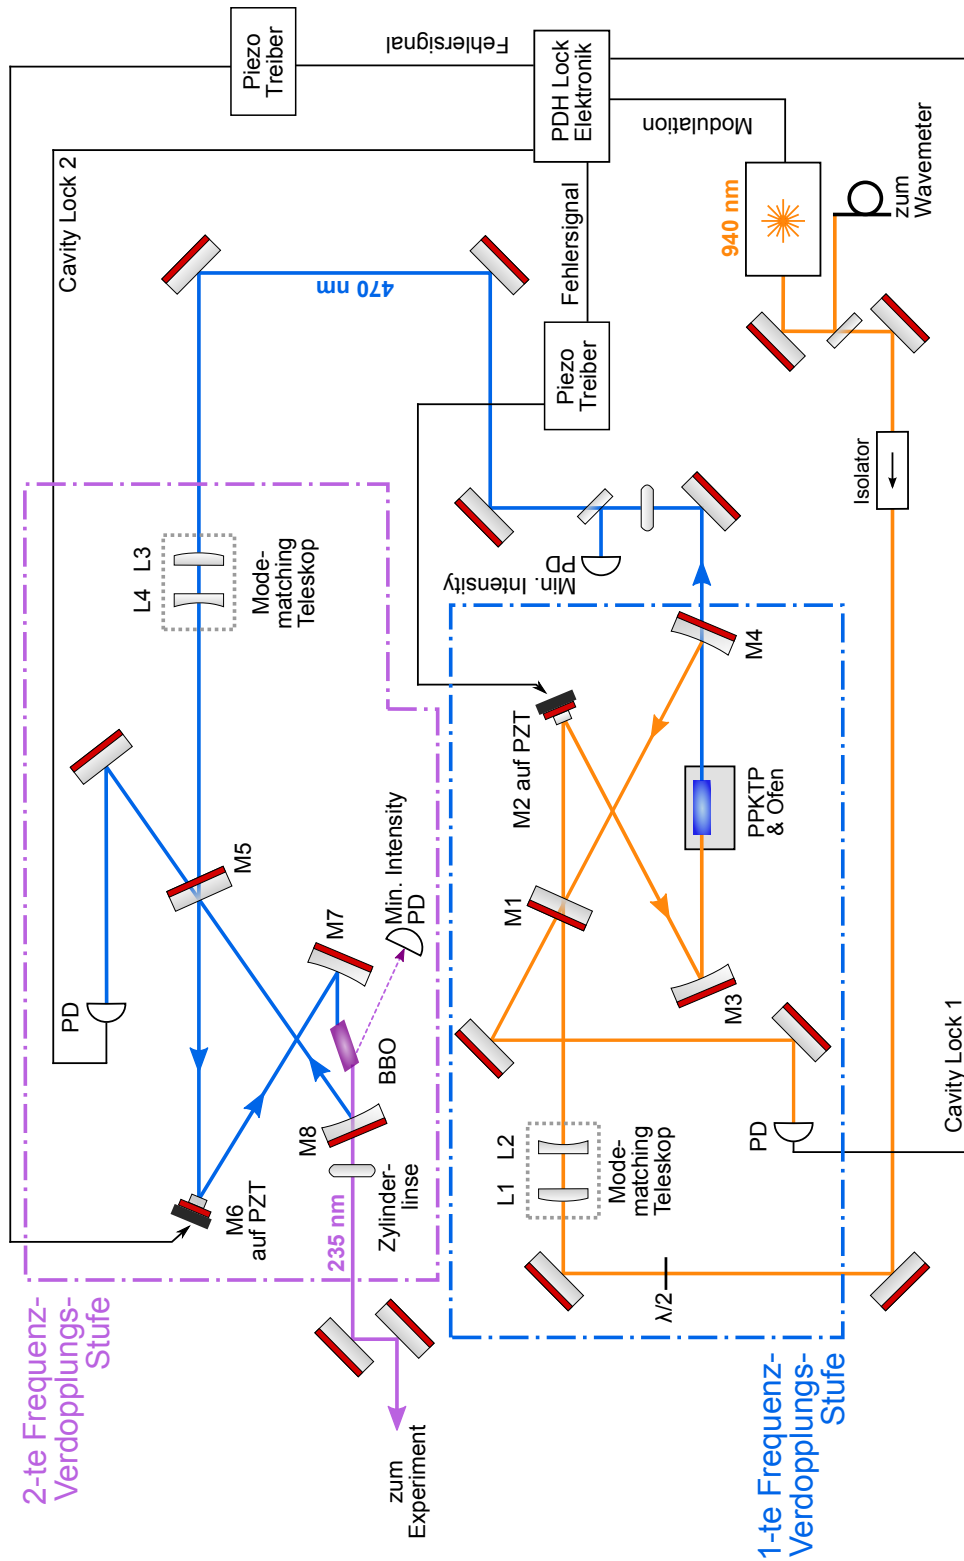 2-te Frequenz-
Verdopplungs-
Stufe
zum
Experiment
235 nm
Zylinder-
linse
M8
BBO
M7
Min. Intensity
PD
M6
auf PZT
PD
M5
L4
L3
Mode-
matching
Teleskop
Cavity Lock 2
Piezo
Treiber
Fehlersignal
PDH Lock
Elektronik
470 nm
Fehlersignal
Piezo
Treiber
Modulation
940 nm
zum
Wavemeter
Isolator
1-te Frequenz-
Verdopplungs-
Stufe
λ/2
L1
L2
Mode-
matching
Teleskop
PD
M1
M2 auf PZT
M3
PPKTP
& Ofen
M4
Min. Intensity
PD
Cavity Lock 1